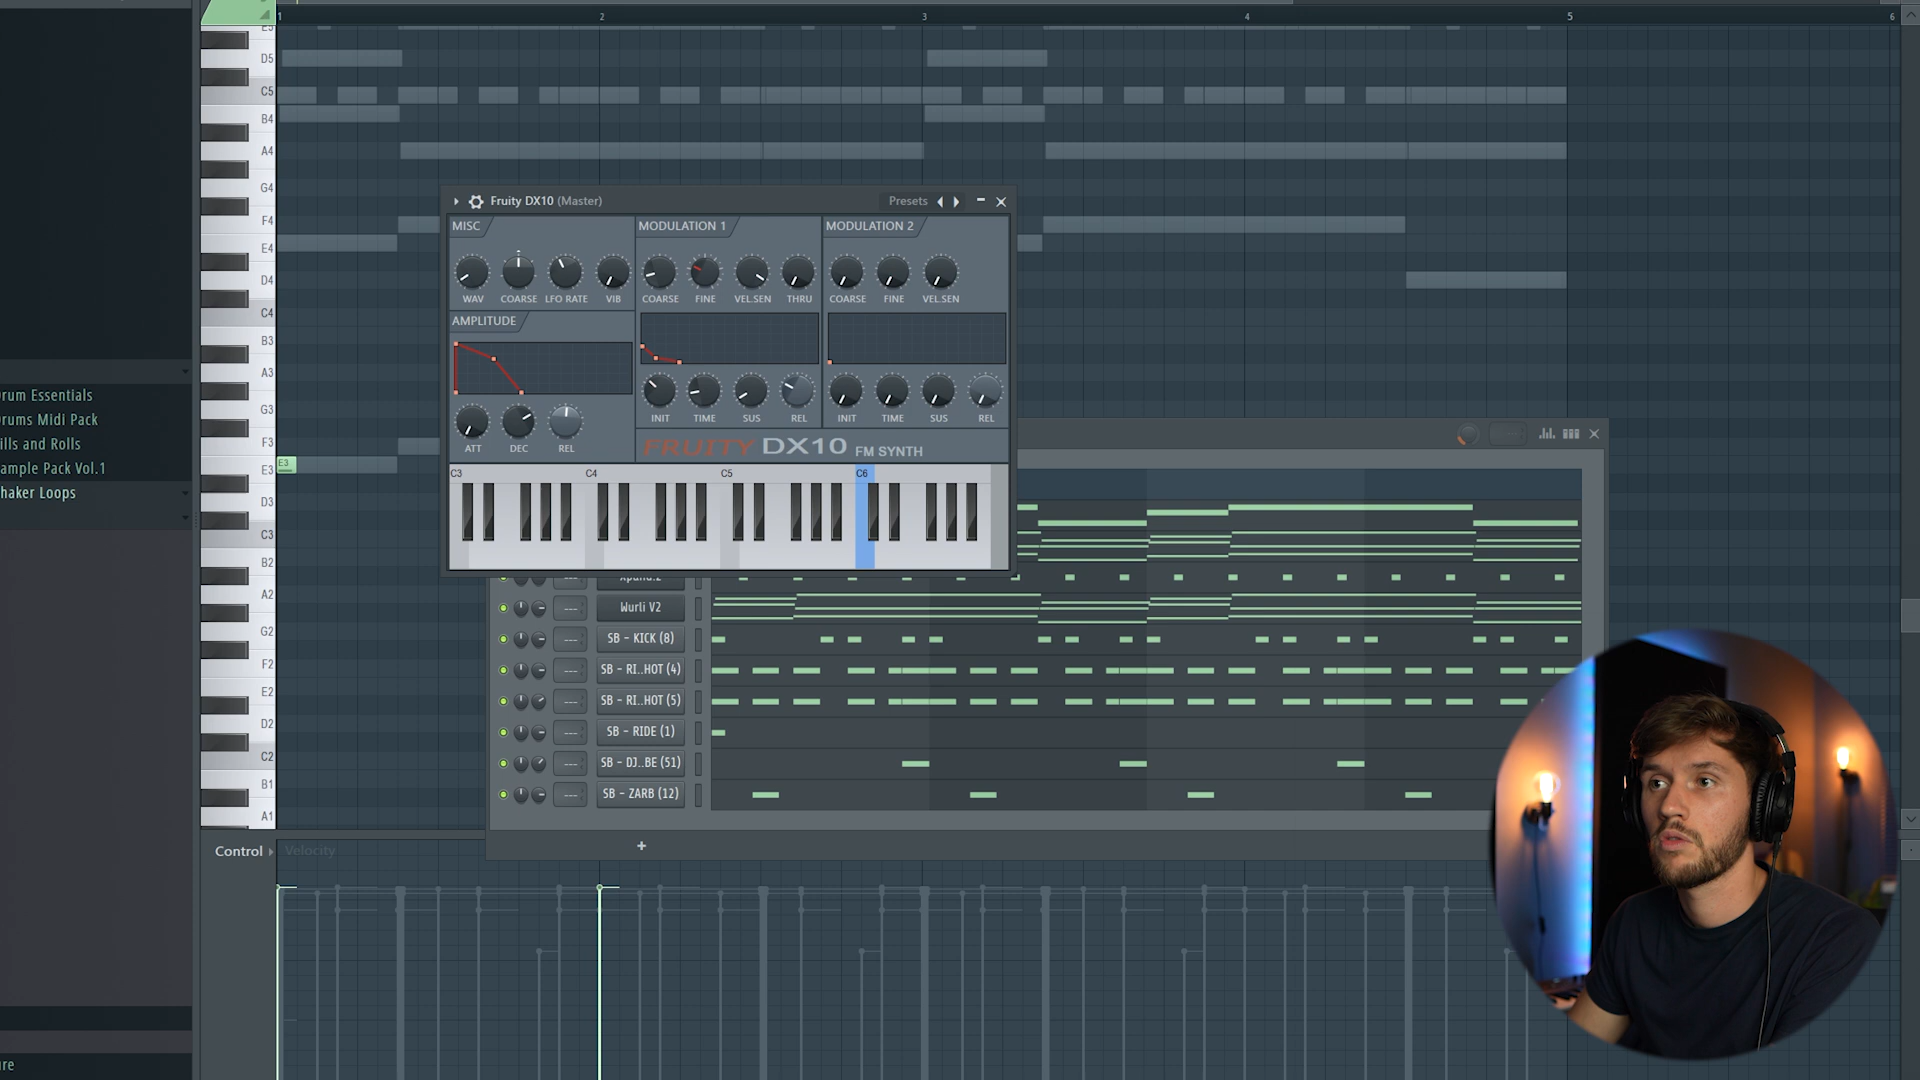 1 2 3 4 5 6
E5
D5
C5
B4
A4
G4
F4
E4
D4
C4
B3
A3
G3
F3
E3
D3
C3
B2
A2
G2
F2
E2
D2
C2
B1
A1
E3
rum Essentials
rums Midi Pack
ills and Rolls
ample Pack Vol.1
haker Loops
re
Fruity DX10 (Master)
Presets
MISC
WAV COARSE LFO RATE VIB
AMPLITUDE
ATT DEC REL
MODULATION 1
COARSE FINE VEL.SEN THRU
INIT TIME SUS REL
MODULATION 2
COARSE FINE VEL.SEN
INIT TIME SUS REL
FRUITY DX10 FM SYNTH
C3 C4 C5 C6
--- Wurli V2
--- SB - KICK (8)
--- SB - RI..HOT (4)
--- SB - RI..HOT (5)
--- SB - RIDE (1)
--- SB - DJ..BE (51)
--- SB - ZARB (12)
+
Control Velocity